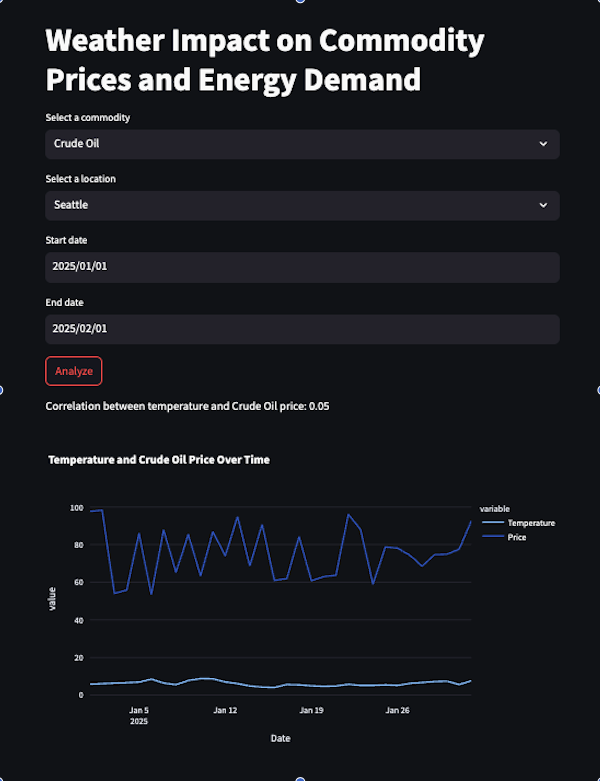 Weather Impact on Commodity
Prices and Energy Demand
Select a commodity
Crude Oil
Select a location
Seattle
Start date
2025/01/01
End date
2025/02/01
Analyze
Correlation between temperature and Crude Oil price: 0.05
Temperature and Crude Oil Price Over Time
variable
Temperature
Price
100
80
60
40
20
0
value
Jan 5 Jan 12 Jan 19 Jan 26
2025
Date